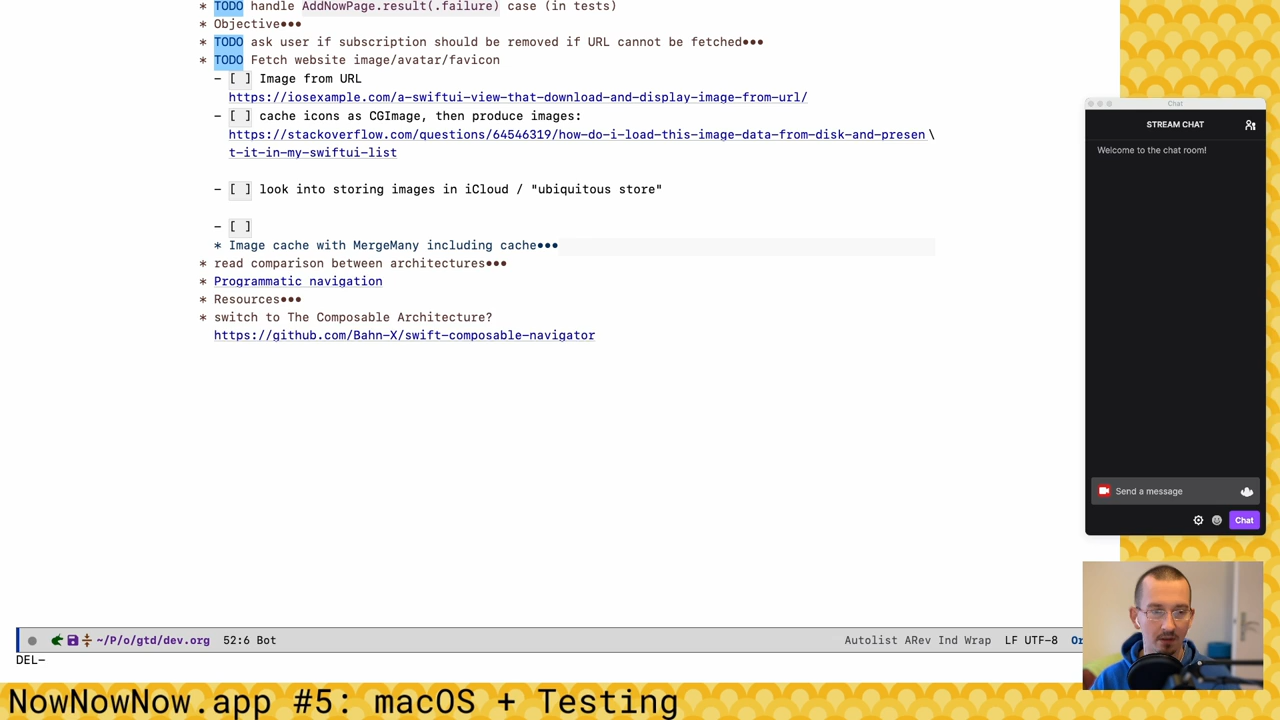 * TODO handle AddNowPage.result(.failure) case (in tests)
* Objective•••
* TODO ask user if subscription should be removed if URL cannot be fetched•••
* TODO Fetch website image/avatar/favicon
- [ ] Image from URL
https://iosexample.com/a-swiftui-view-that-download-and-display-image-from-url/
- [ ] cache icons as CGImage, then produce images:
https://stackoverflow.com/questions/64546319/how-do-i-load-this-image-data-from-disk-and-presen\
t-it-in-my-swiftui-list
- [ ] look into storing images in iCloud / "ubiquitous store"
- [ ]
* Image cache with MergeMany including cache•••
* read comparison between architectures•••
* Programmatic navigation
* Resources•••
* switch to The Composable Architecture?
https://github.com/Bahn-X/swift-composable-navigator
~/P/o/gtd/dev.org 52:6 Bot Autolist ARev Ind Wrap LF UTF-8 Or
DEL-
Chat
STREAM CHAT
Welcome to the chat room!
Send a message
Chat
NowNowNow.app #5: macOS + Testing